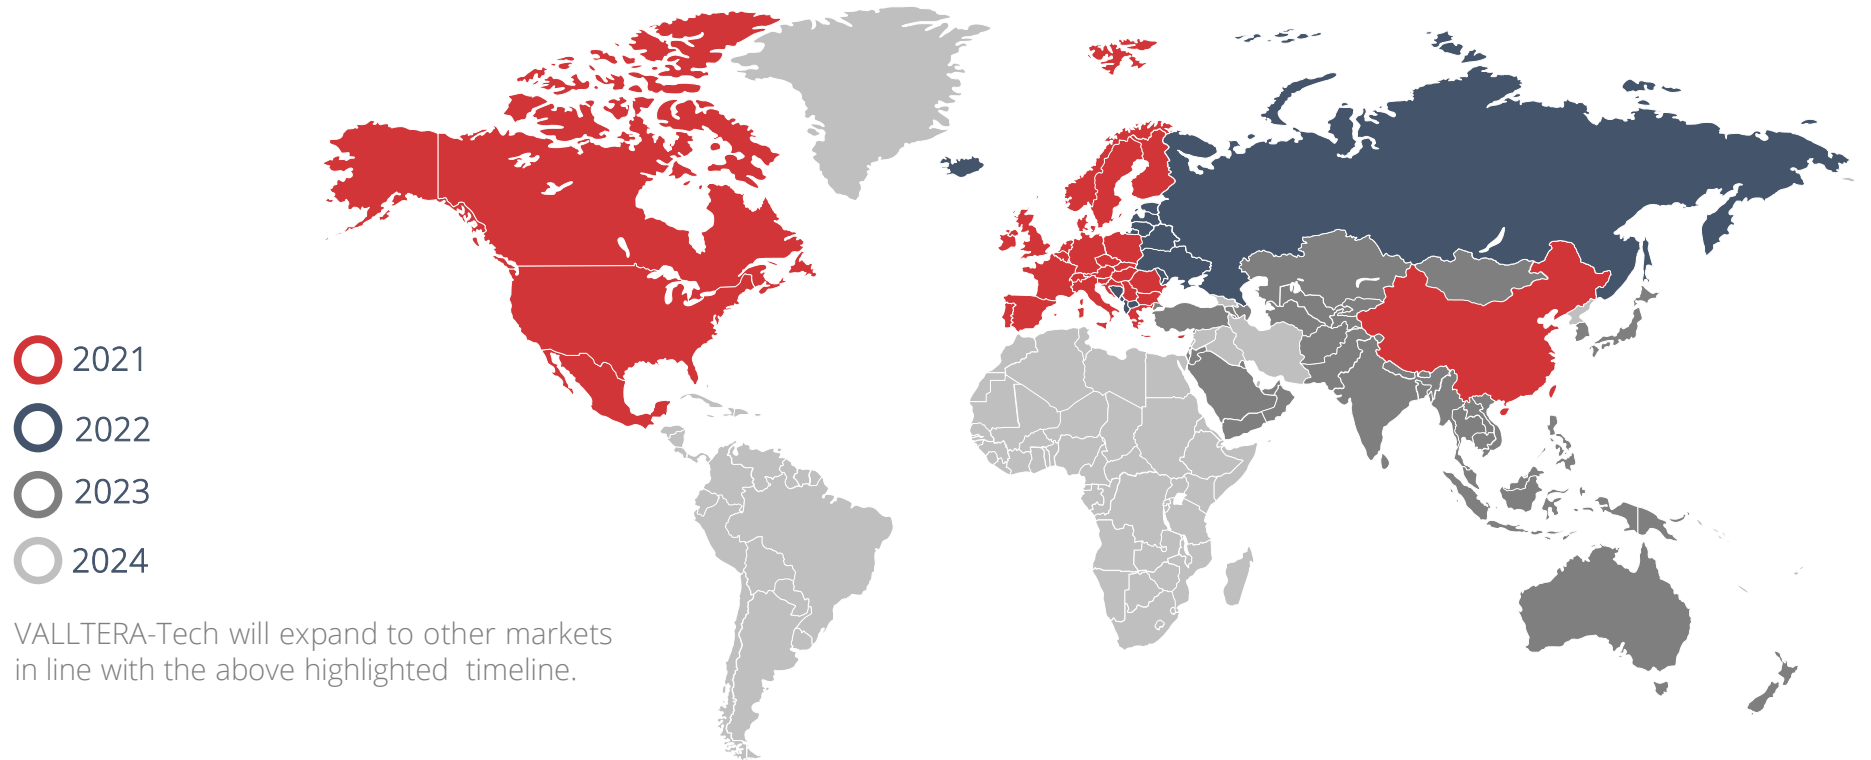 2021
2022
2023
2024
VALLTERA-Tech will expand to other markets
in line with the above highlighted  timeline.